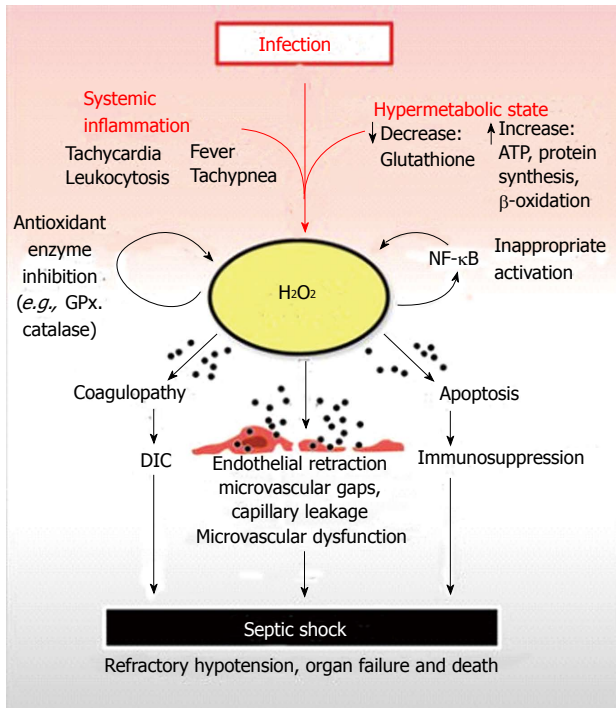 Infection
Systemic
inflammation
Tachycardia
Leukocytosis
Fever
Tachypnea
Hypermetabolic state
Decrease:
Glutathione
Increase:
ATP, protein
synthesis,
β-oxidation
Antioxidant
enzyme
inhibition
(e.g., GPx.
catalase)
H2O2
NF-κB
Inappropriate
activation
Coagulopathy
Apoptosis
DIC
Endothelial retraction
microvascular gaps,
capillary leakage
Microvascular dysfunction
Immunosuppression
Septic shock
Refractory hypotension, organ failure and death